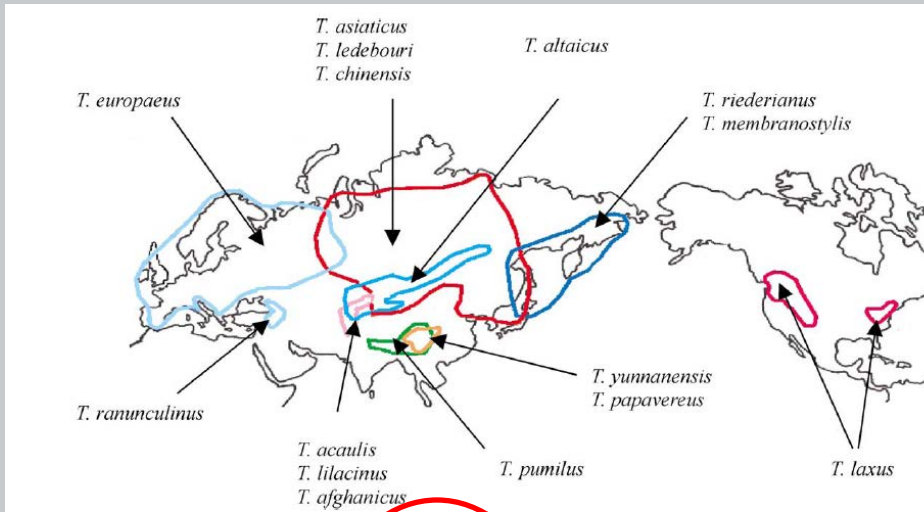 T. asiaticus
T. ledebouri
T. chinensis
T. altaicus
T. europaeus
T. riederianus
T. membranostylis
T. yunnanensis
T. papavereus
T. ranunculinus
T. acaulis
T. lilacinus
T. afghanicus
T. pumilus
T. laxus